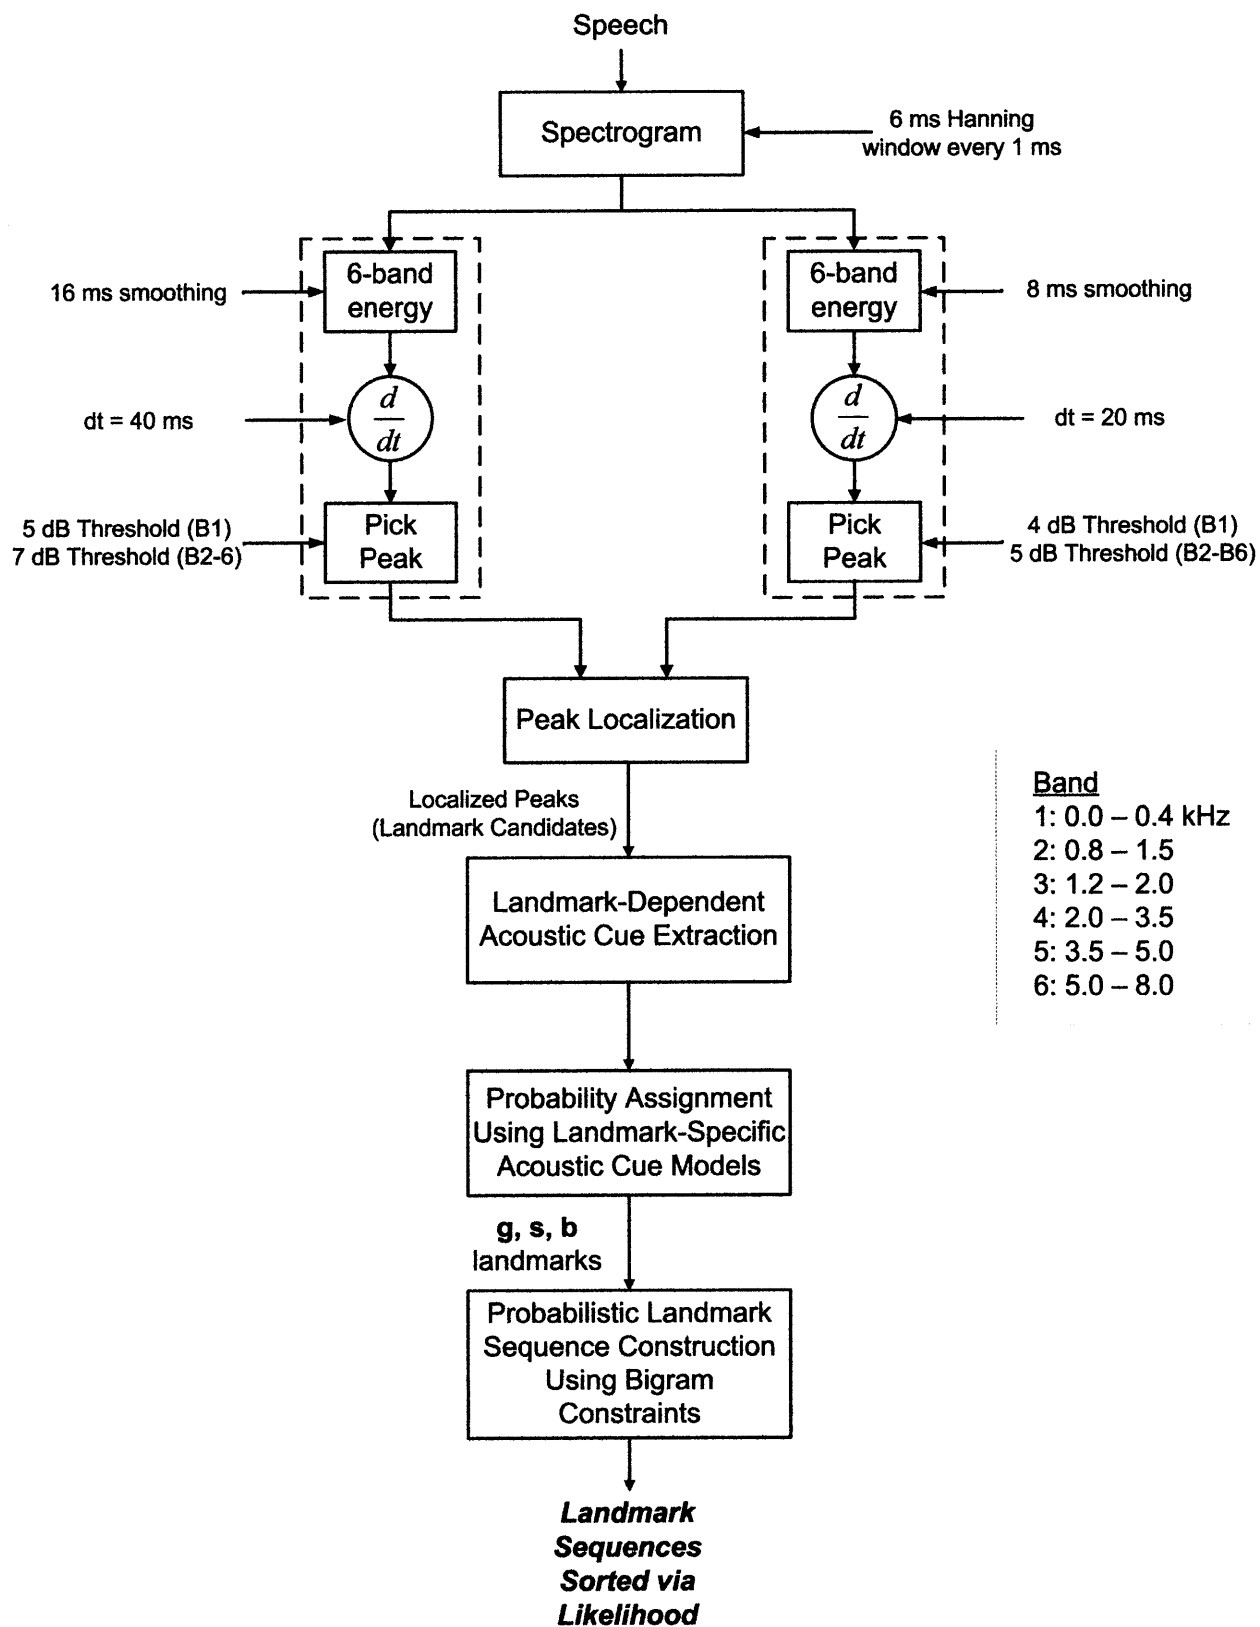 Speech
Spectrogram
6 ms Hanning
window every 1 ms
16 ms smoothing
6-band
energy
6-band
energy
8 ms smoothing
dt = 40 ms
d
dt
d
dt
dt = 20 ms
5 dB Threshold (B1)
7 dB Threshold (B2-6)
Pick
Peak
Pick
Peak
4 dB Threshold (B1)
5 dB Threshold (B2-B6)
Peak Localization
Localized Peaks
(Landmark Candidates)
Band
1: 0.0 – 0.4 kHz
2: 0.8 – 1.5
3: 1.2 – 2.0
4: 2.0 – 3.5
5: 3.5 – 5.0
6: 5.0 – 8.0
Landmark-Dependent
Acoustic Cue Extraction
Probability Assignment
Using Landmark-Specific
Acoustic Cue Models
g, s, b
landmarks
Probabilistic Landmark
Sequence Construction
Using Bigram
Constraints
Landmark
Sequences
Sorted via
Likelihood